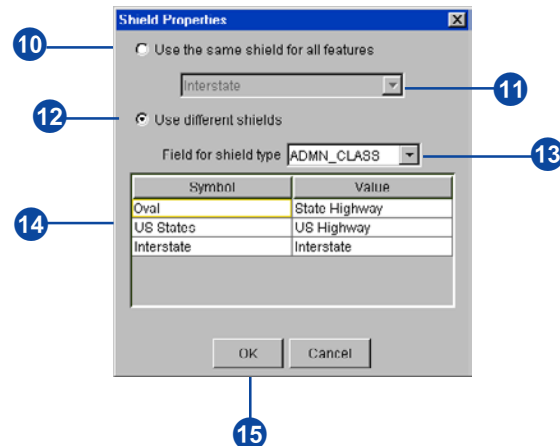 Shield Properties
10
Use the same shield for all features
Interstate
11
12
Use different shields
Field for shield type ADMN_CLASS
13
Symbol Value
Oval State Highway
14
US States US Highway
Interstate Interstate
OK Cancel
15